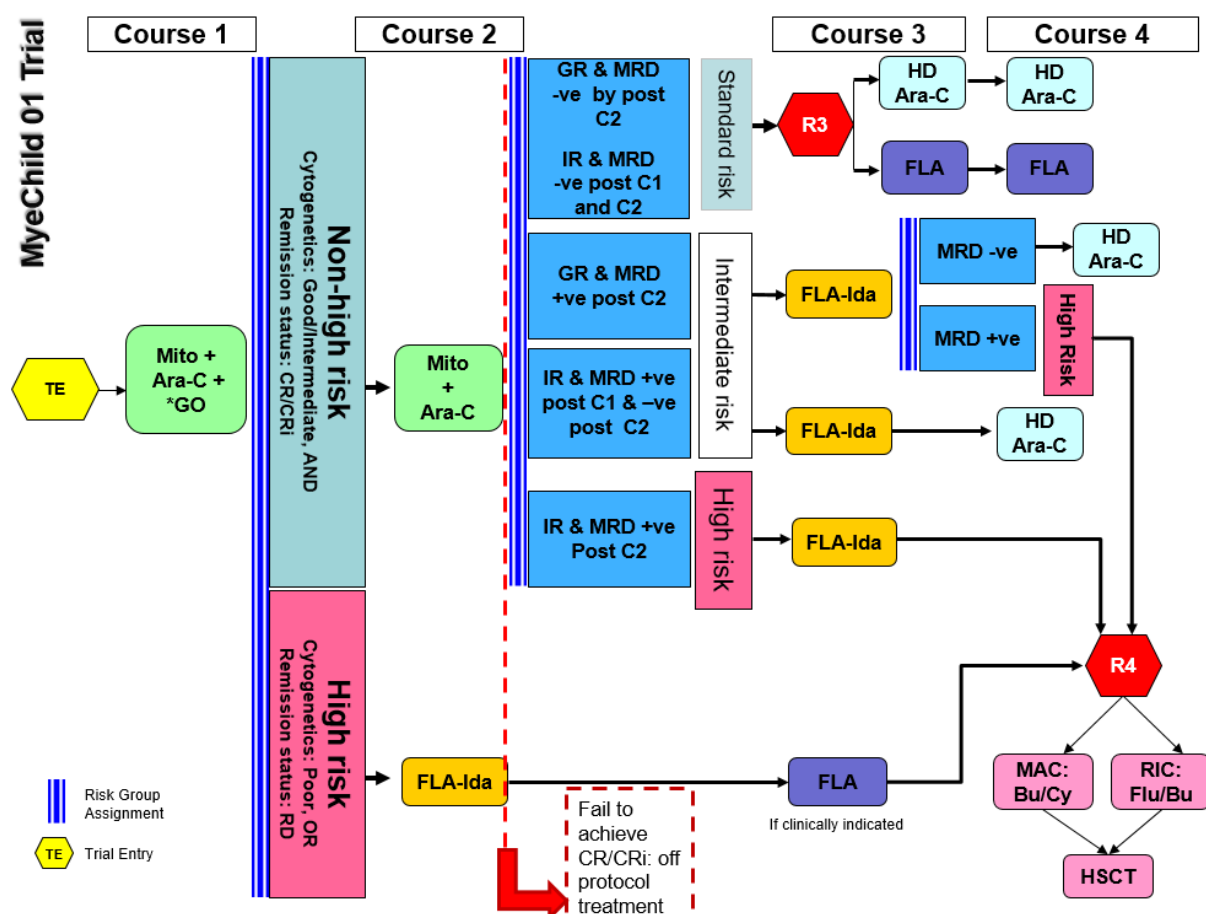 MyeChild 01 Trial
Course 1
Course 2
Course 3
Course 4
TE
Mito +
Ara-C +
*GO
Non-high risk
Cytogenetics: Good/Intermediate, AND
Remission status: CR/CRi
High risk
Cytogenetics: Poor, OR
Remission status: RD
Mito
+
Ara-C
FLA-Ida
GR & MRD
-ve by post
C2
IR & MRD
-ve post C1
and C2
Standard risk
R3
HD
Ara-C
HD
Ara-C
FLA
FLA
GR & MRD
+ve post C2
IR & MRD +ve
post C1 & –ve
post C2
Intermediate risk
FLA-Ida
MRD -ve
HD
Ara-C
MRD +ve
High Risk
FLA-Ida
HD
Ara-C
IR & MRD +ve
Post C2
High risk
FLA-Ida
R4
FLA
If clinically indicated
MAC:
Bu/Cy
RIC:
Flu/Bu
HSCT
Fail to
achieve
CR/CRi: off
protocol
treatment
Risk Group
Assignment
TE
Trial Entry